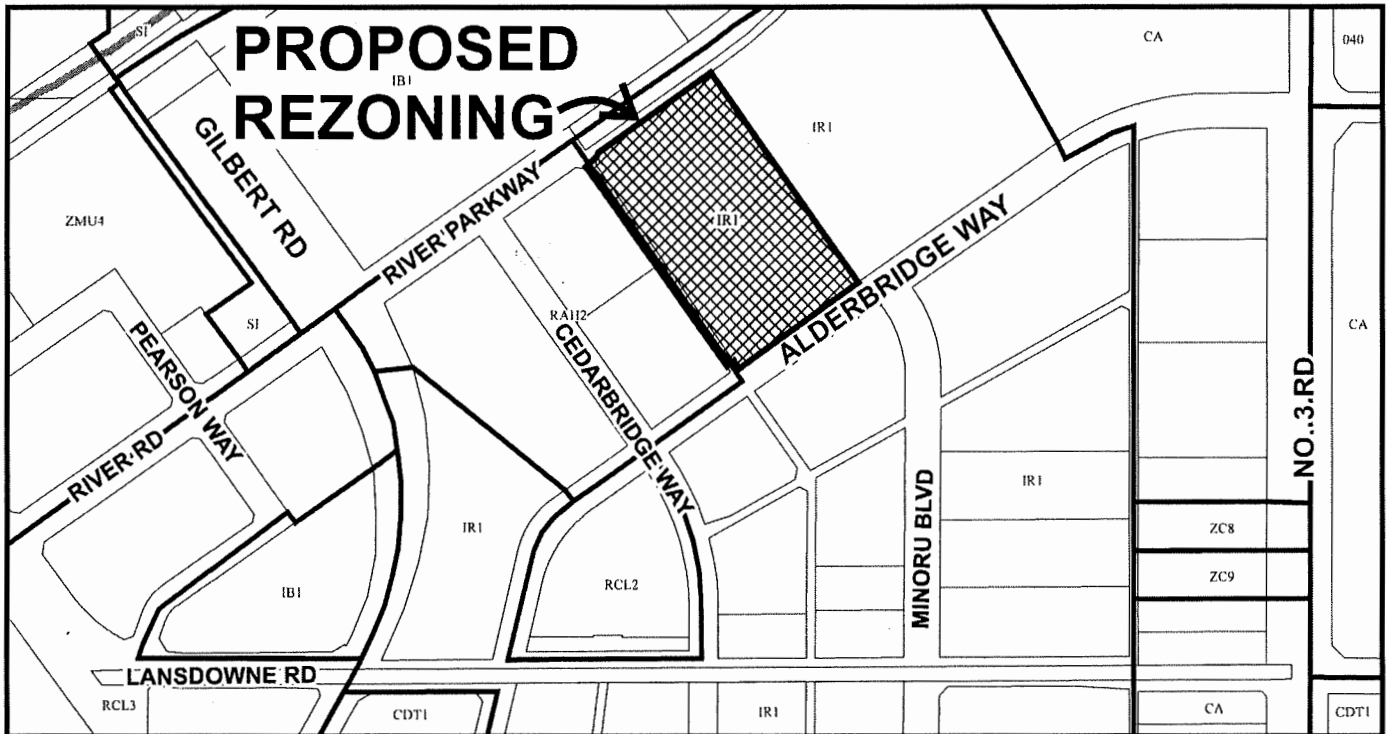 PROPOSED
REZONING
SI
IB1
CA
040
IR1
GILBERT RD
ZMU4
RIVER PARKWAY
IR1
ALDERBRIDGE WAY
SI
RAH2
CEDARBRIDGE WAY
PEARSON WAY
CA
NO. 3 RD
RIVER RD
MINORU BLVD
IR1
IR1
ZC8
IB1
RCL2
ZC9
LANSDOWNE RD
RCL3
CDT1
IR1
CA
CDT1